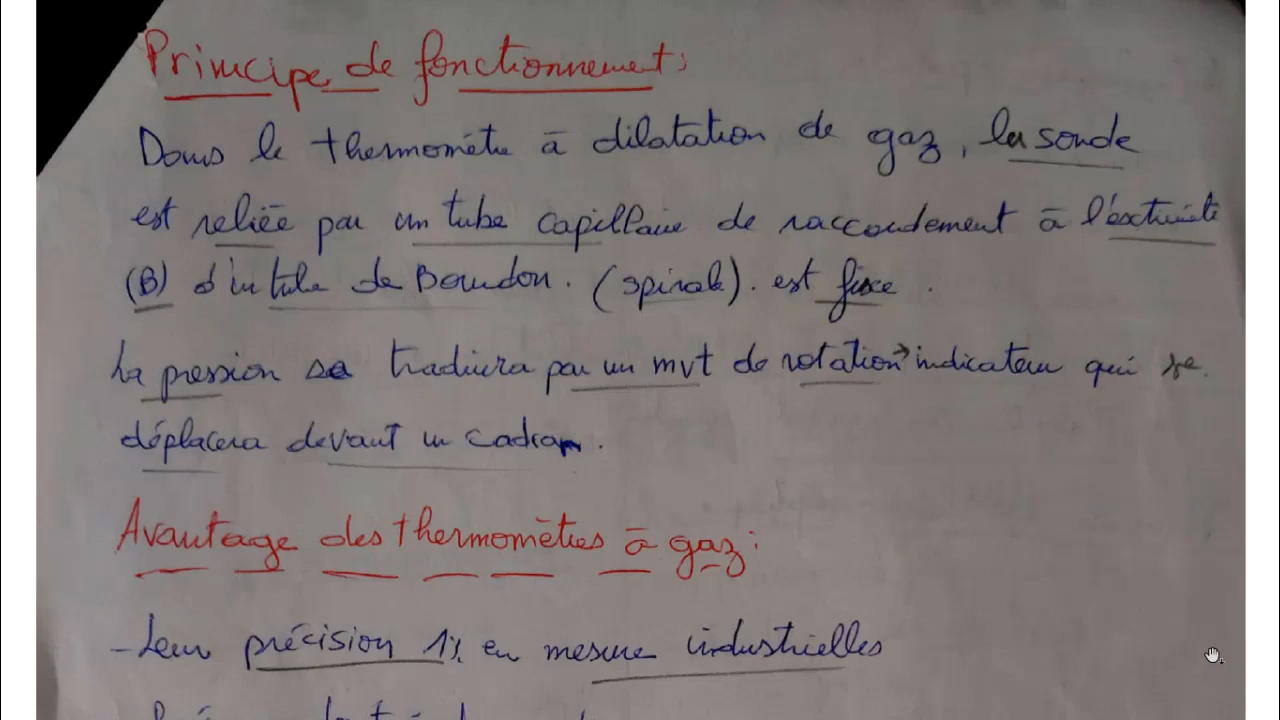 Principe de fonctionnement:
Dans le thermomètre à dilatation de gaz, la sonde
est reliée par un tube capillaire de raccordement à l'extrimité
(B) d'un tube de Bourdon. (spirale). est fixe.
La pression se traduira par un mvt de rotation → indicateur qui se
déplacera devant un cadran.
Avantage des thermomètres à gaz:
- Leur précision 1% en mesure industrielles